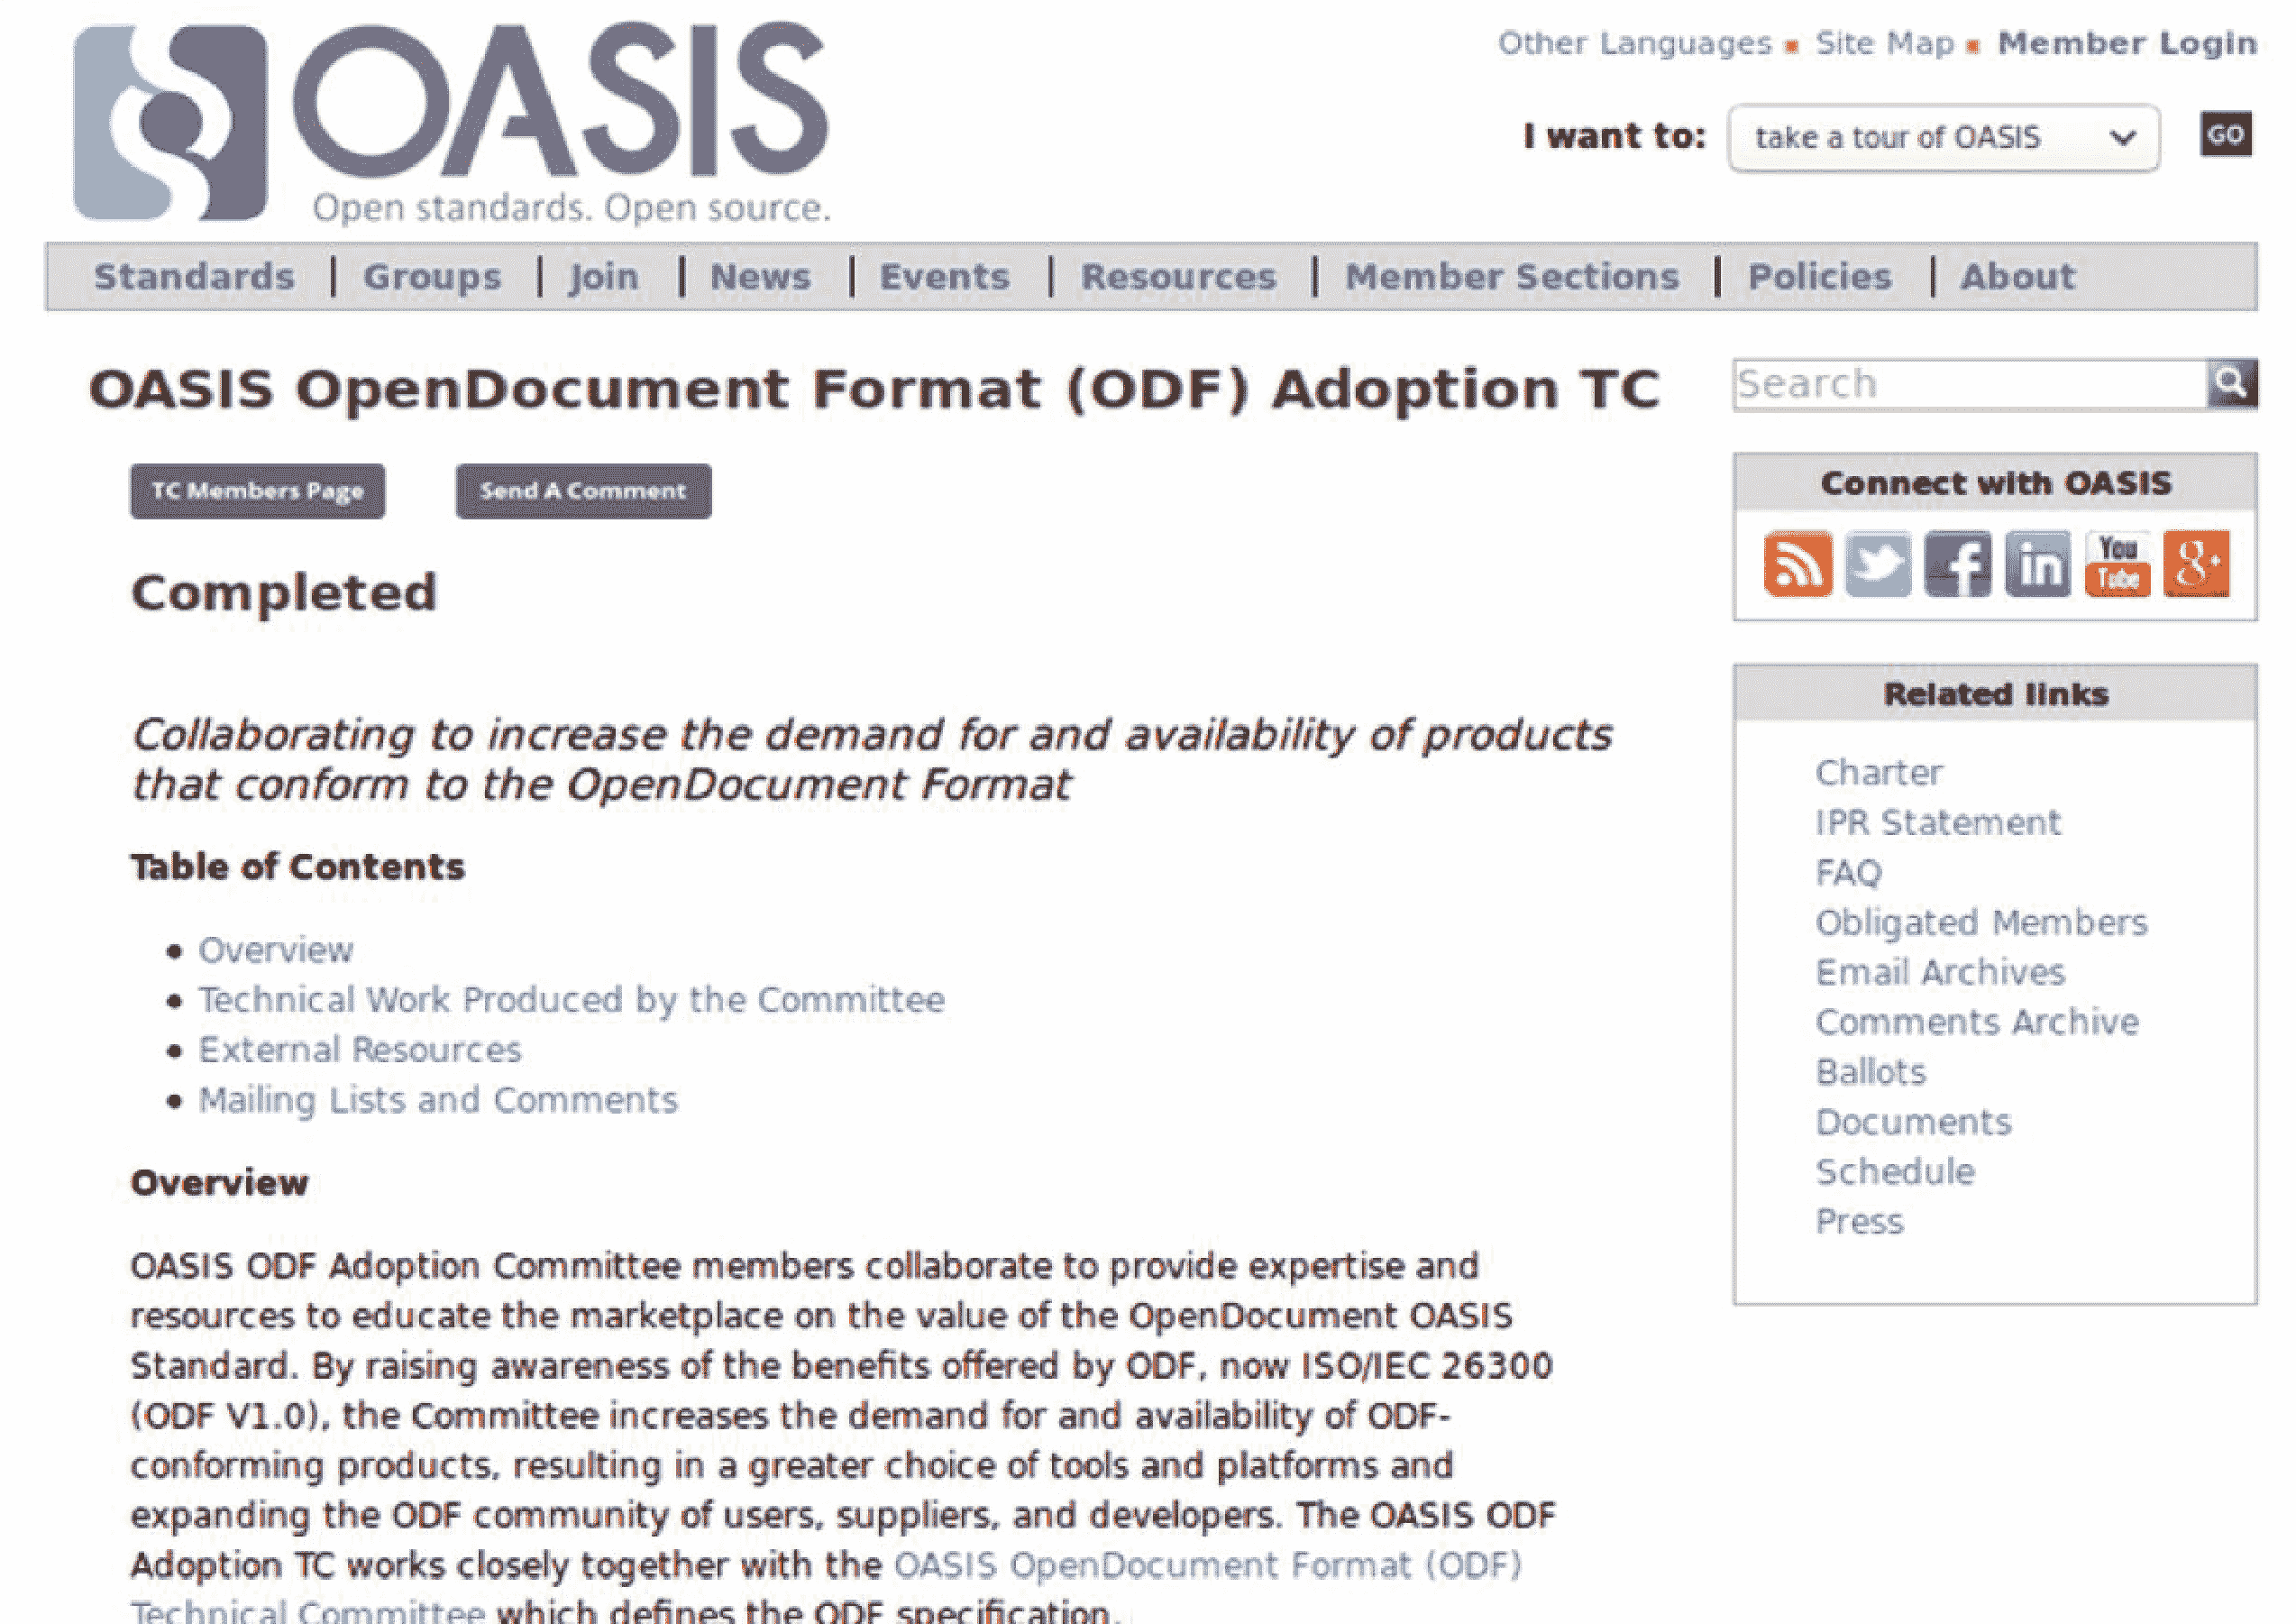 OASIS
Open standards. Open source.
Other Languages ▪ Site Map ▪ Member Login
I want to: take a tour of OASIS GO
Standards | Groups | Join | News | Events | Resources | Member Sections | Policies | About
OASIS OpenDocument Format (ODF) Adoption TC
TC Members Page Send A Comment
Completed
Collaborating to increase the demand for and availability of products
that conform to the OpenDocument Format
Table of Contents
• Overview
• Technical Work Produced by the Committee
• External Resources
• Mailing Lists and Comments
Overview
OASIS ODF Adoption Committee members collaborate to provide expertise and
resources to educate the marketplace on the value of the OpenDocument OASIS
Standard. By raising awareness of the benefits offered by ODF, now ISO/IEC 26300
(ODF V1.0), the Committee increases the demand for and availability of ODF-
conforming products, resulting in a greater choice of tools and platforms and
expanding the ODF community of users, suppliers, and developers. The OASIS ODF
Adoption TC works closely together with the OASIS OpenDocument Format (ODF)
Technical Committee which defines the ODF specification.
Search
Connect with OASIS
f in You Tube g+
Related links
Charter
IPR Statement
FAQ
Obligated Members
Email Archives
Comments Archive
Ballots
Documents
Schedule
Press